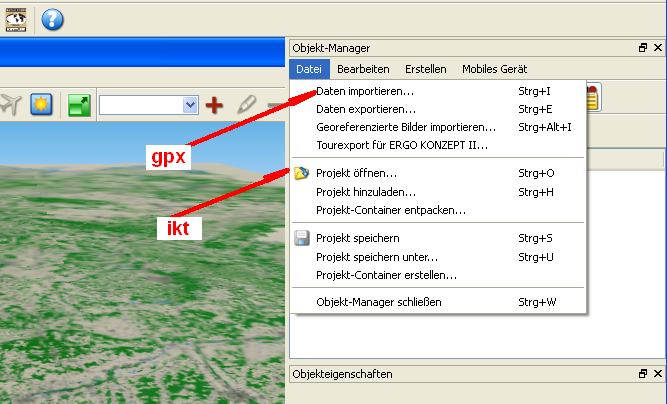 Objekt-Manager
Datei Bearbeiten Erstellen Mobiles Gerät
Daten importieren... Strg+I
Daten exportieren... Strg+E
Georeferenzierte Bilder importieren... Strg+Alt+I
Tourexport für ERGO KONZEPT II...
gpx
Projekt öffnen... Strg+O
Projekt hinzuladen... Strg+H
Projekt-Container entpacken...
ikt
Projekt speichern Strg+S
Projekt speichern unter... Strg+U
Projekt-Container erstellen...
Objekt-Manager schließen Strg+W
Objekteigenschaften